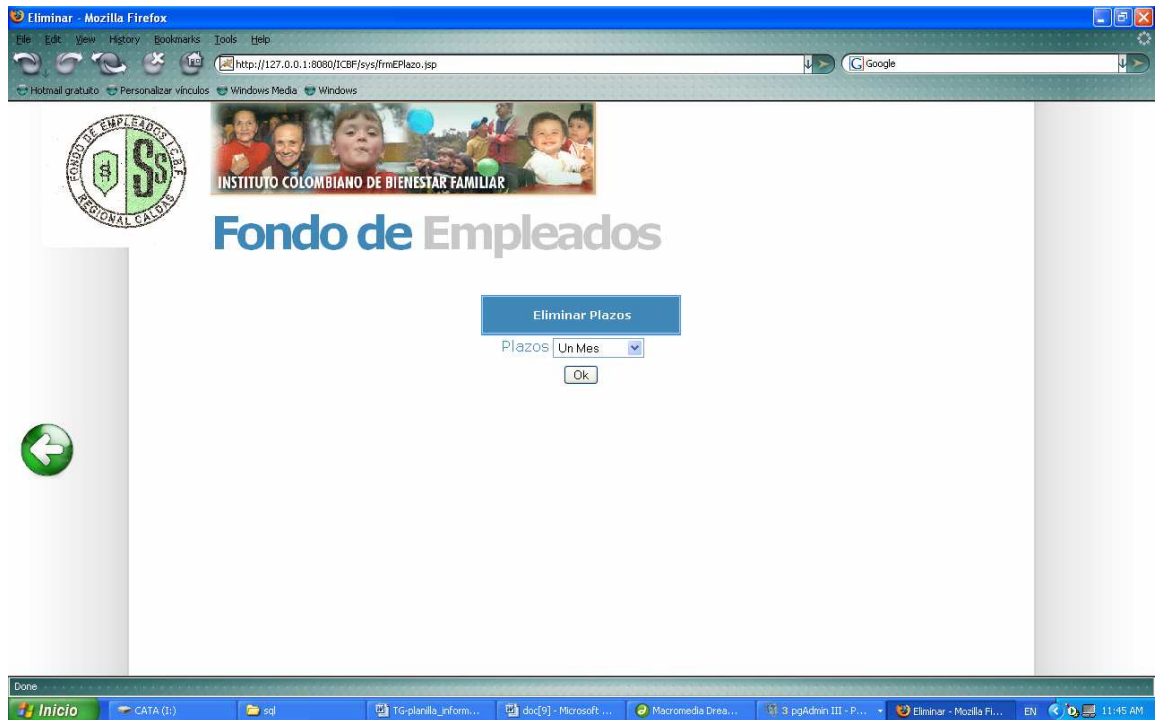 Eliminar - Mozilla Firefox
File Edit View History Bookmarks Tools Help
http://127.0.0.1:8080/ICBF/sys/frmEPlazo.jsp
Google
Hotmail gratuito Personalizar vínculos Windows Media Windows
FONDO DE EMPLEADOS I.C.B.F.
Ss
REGIONAL CALDAS
INSTITUTO COLOMBIANO DE BIENESTAR FAMILIAR
Fondo de Empleados
Eliminar Plazos
Plazos Un Mes
Ok
Done
Inicio CATA (I:) sql TG-planilla_inform... doc[9] - Microsoft ... Macromedia Drea... 3 pgAdmin III - P... Eliminar - Mozilla Fi... EN 11:45 AM